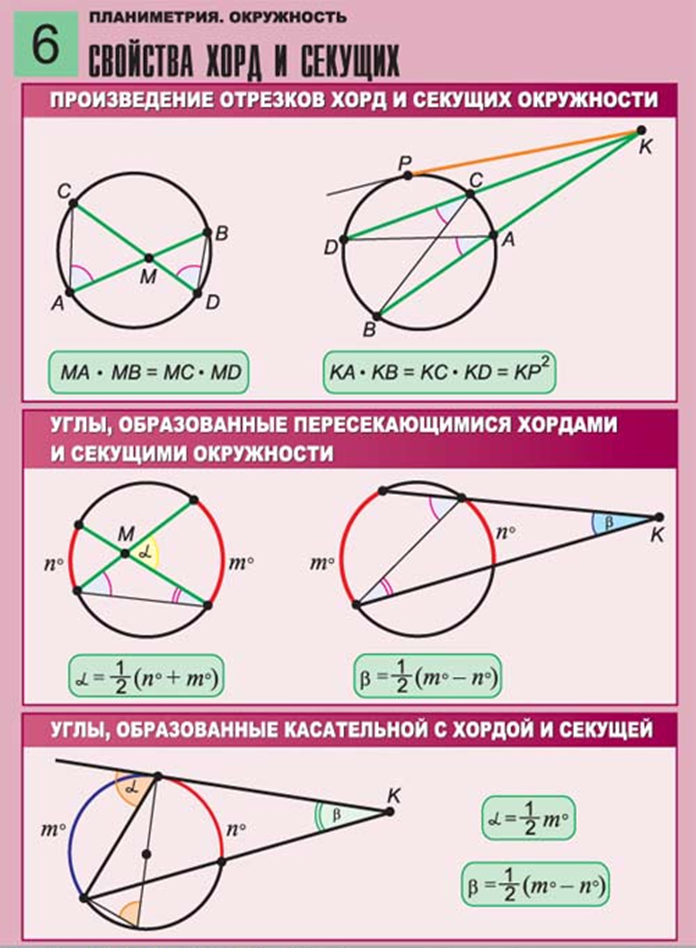 6
ПЛАНИМЕТРИЯ. ОКРУЖНОСТЬ
СВОЙСТВА ХОРД И СЕКУЩИХ
ПРОИЗВЕДЕНИЕ ОТРЕЗКОВ ХОРД И СЕКУЩИХ ОКРУЖНОСТИ
C
B
M
A
D
P
K
C
D
A
B
MA · MB = MC · MD
KA · KB = KC · KD = KP²
УГЛЫ, ОБРАЗОВАННЫЕ ПЕРЕСЕКАЮЩИМИСЯ ХОРДАМИ
И СЕКУЩИМИ ОКРУЖНОСТИ
M
α
n°
m°
m°
n°
β
K
α = 1/2 (n° + m°)
β = 1/2 (m° − n°)
УГЛЫ, ОБРАЗОВАННЫЕ КАСАТЕЛЬНОЙ С ХОРДОЙ И СЕКУЩЕЙ
α
K
m°
n°
β
α = 1/2 m°
β = 1/2 (m° − n°)